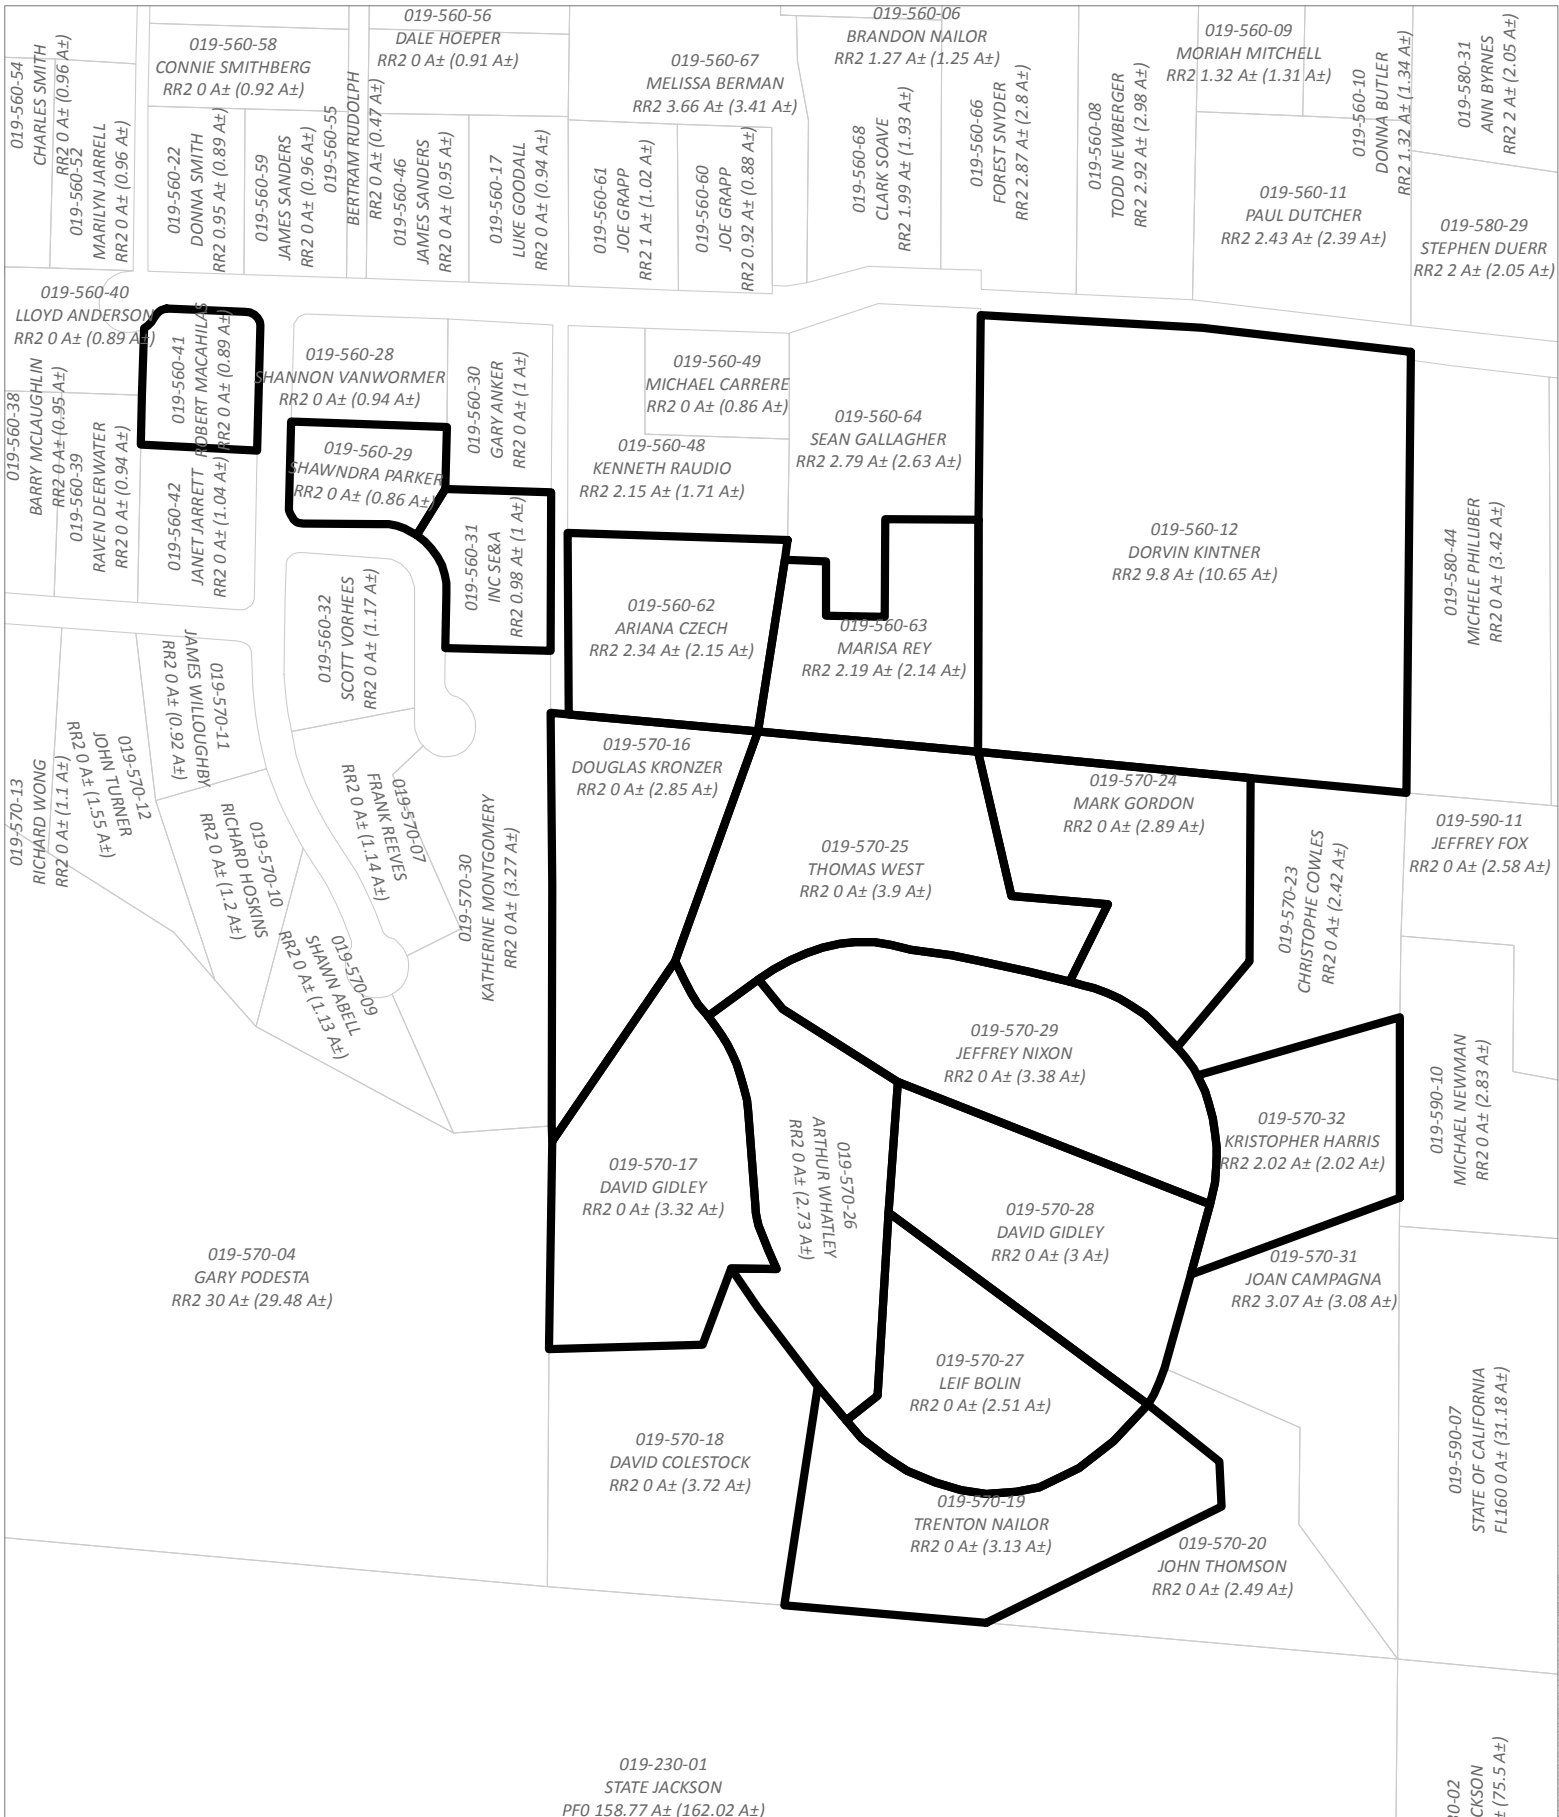 019-560-54
CHARLES SMITH
RR2 0 A± (0.96 A±)
019-560-52
MARILYN JARRELL
RR2 0 A± (0.96 A±)
019-560-58
CONNIE SMITHBERG
RR2 0 A± (0.92 A±)
019-560-22
DONNA SMITH
RR2 0.95 A± (0.89 A±)
019-560-59
JAMES SANDERS
RR2 0 A± (0.96 A±)
019-560-55
BERTRAM RUDOLPH
RR2 0 A± (0.47 A±)
019-560-56
DALE HOEPER
RR2 0 A± (0.91 A±)
019-560-46
JAMES SANDERS
RR2 0 A± (0.95 A±)
019-560-17
LUKE GOODALL
RR2 0 A± (0.94 A±)
019-560-67
MELISSA BERMAN
RR2 3.66 A± (3.41 A±)
019-560-61
JOE GRAPP
RR2 1 A± (1.02 A±)
019-560-60
JOE GRAPP
RR2 0.92 A± (0.88 A±)
019-560-06
BRANDON NAILOR
RR2 1.27 A± (1.25 A±)
019-560-68
CLARK SOAVE
RR2 1.99 A± (1.93 A±)
019-560-66
FOREST SNYDER
RR2 2.87 A± (2.8 A±)
019-560-08
TODD NEWBERGER
RR2 2.92 A± (2.98 A±)
019-560-09
MORIAH MITCHELL
RR2 1.32 A± (1.31 A±)
019-560-10
DONNA BUTLER
RR2 1.32 A± (1.34 A±)
019-580-31
ANN BYRNES
RR2 2 A± (2.05 A±)
019-560-11
PAUL DUTCHER
RR2 2.43 A± (2.39 A±)
019-580-29
STEPHEN DUERR
RR2 2 A± (2.05 A±)
019-560-40
LLOYD ANDERSON
RR2 0 A± (0.89 A±)
019-560-41
ROBERT MACAHILAS
RR2 0 A± (0.89 A±)
019-560-28
SHANNON VANWORMER
RR2 0 A± (0.94 A±)
019-560-30
GARY ANKER
RR2 0 A± (1 A±)
019-560-49
MICHAEL CARRERE
RR2 0 A± (0.86 A±)
019-560-48
KENNETH RAUDIO
RR2 2.15 A± (1.71 A±)
019-560-64
SEAN GALLAGHER
RR2 2.79 A± (2.63 A±)
019-560-38
BARRY MCLAUGHLIN
RR2 0 A± (0.95 A±)
019-560-39
RAVEN DEERWATER
RR2 0 A± (0.94 A±)
019-560-42
JANET JARRETT
RR2 0 A± (1.04 A±)
019-560-29
SHAWNDRA PARKER
RR2 0 A± (0.86 A±)
019-560-31
INC SE&A
RR2 0.98 A± (1 A±)
019-560-12
DORVIN KINTNER
RR2 9.8 A± (10.65 A±)
019-580-44
MICHELE PHILLIBER
RR2 0 A± (3.42 A±)
019-560-32
SCOTT VORHEES
RR2 0 A± (1.17 A±)
019-560-62
ARIANA CZECH
RR2 2.34 A± (2.15 A±)
019-560-63
MARISA REY
RR2 2.19 A± (2.14 A±)
019-570-13
RICHARD WONG
RR2 0 A± (1.1 A±)
019-570-12
JOHN TURNER
RR2 0 A± (1.55 A±)
019-570-11
JAMES WILLOUGHBY
RR2 0 A± (0.92 A±)
019-570-10
RICHARD HOSKINS
RR2 0 A± (1.2 A±)
019-570-09
SHAWN ABELL
RR2 0 A± (1.13 A±)
019-570-07
FRANK REEVES
RR2 0 A± (1.14 A±)
019-570-30
KATHERINE MONTGOMERY
RR2 0 A± (3.27 A±)
019-570-16
DOUGLAS KRONZER
RR2 0 A± (2.85 A±)
019-570-25
THOMAS WEST
RR2 0 A± (3.9 A±)
019-570-24
MARK GORDON
RR2 0 A± (2.89 A±)
019-570-23
CHRISTOPHE COWLES
RR2 0 A± (2.42 A±)
019-590-11
JEFFREY FOX
RR2 0 A± (2.58 A±)
019-570-29
JEFFREY NIXON
RR2 0 A± (3.38 A±)
019-570-32
KRISTOPHER HARRIS
RR2 2.02 A± (2.02 A±)
019-590-10
MICHAEL NEWMAN
RR2 0 A± (2.83 A±)
019-570-17
DAVID GIDLEY
RR2 0 A± (3.32 A±)
019-570-26
ARTHUR WHATLEY
RR2 0 A± (2.73 A±)
019-570-28
DAVID GIDLEY
RR2 0 A± (3 A±)
019-570-31
JOAN CAMPAGNA
RR2 3.07 A± (3.08 A±)
019-570-04
GARY PODESTA
RR2 30 A± (29.48 A±)
019-570-27
LEIF BOLIN
RR2 0 A± (2.51 A±)
019-590-07
STATE OF CALIFORNIA
FL160 0 A± (31.18 A±)
019-570-18
DAVID COLESTOCK
RR2 0 A± (3.72 A±)
019-570-19
TRENTON NAILOR
RR2 0 A± (3.13 A±)
019-570-20
JOHN THOMSON
RR2 0 A± (2.49 A±)
019-230-01
STATE JACKSON
PF0 158.77 A± (162.02 A±)
0-02
CKSON
± (75.5 A±)